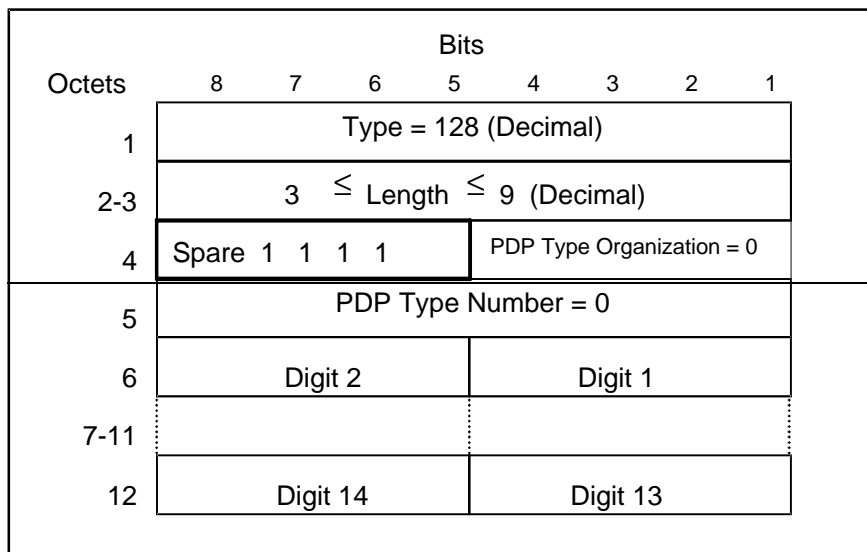 Bits
Octets 8 7 6 5 4 3 2 1
1 Type = 128 (Decimal)
2-3 3 ≤ Length ≤ 9 (Decimal)
4 Spare 1 1 1 1 PDP Type Organization = 0
5 PDP Type Number = 0
6 Digit 2 Digit 1
7-11
12 Digit 14 Digit 13